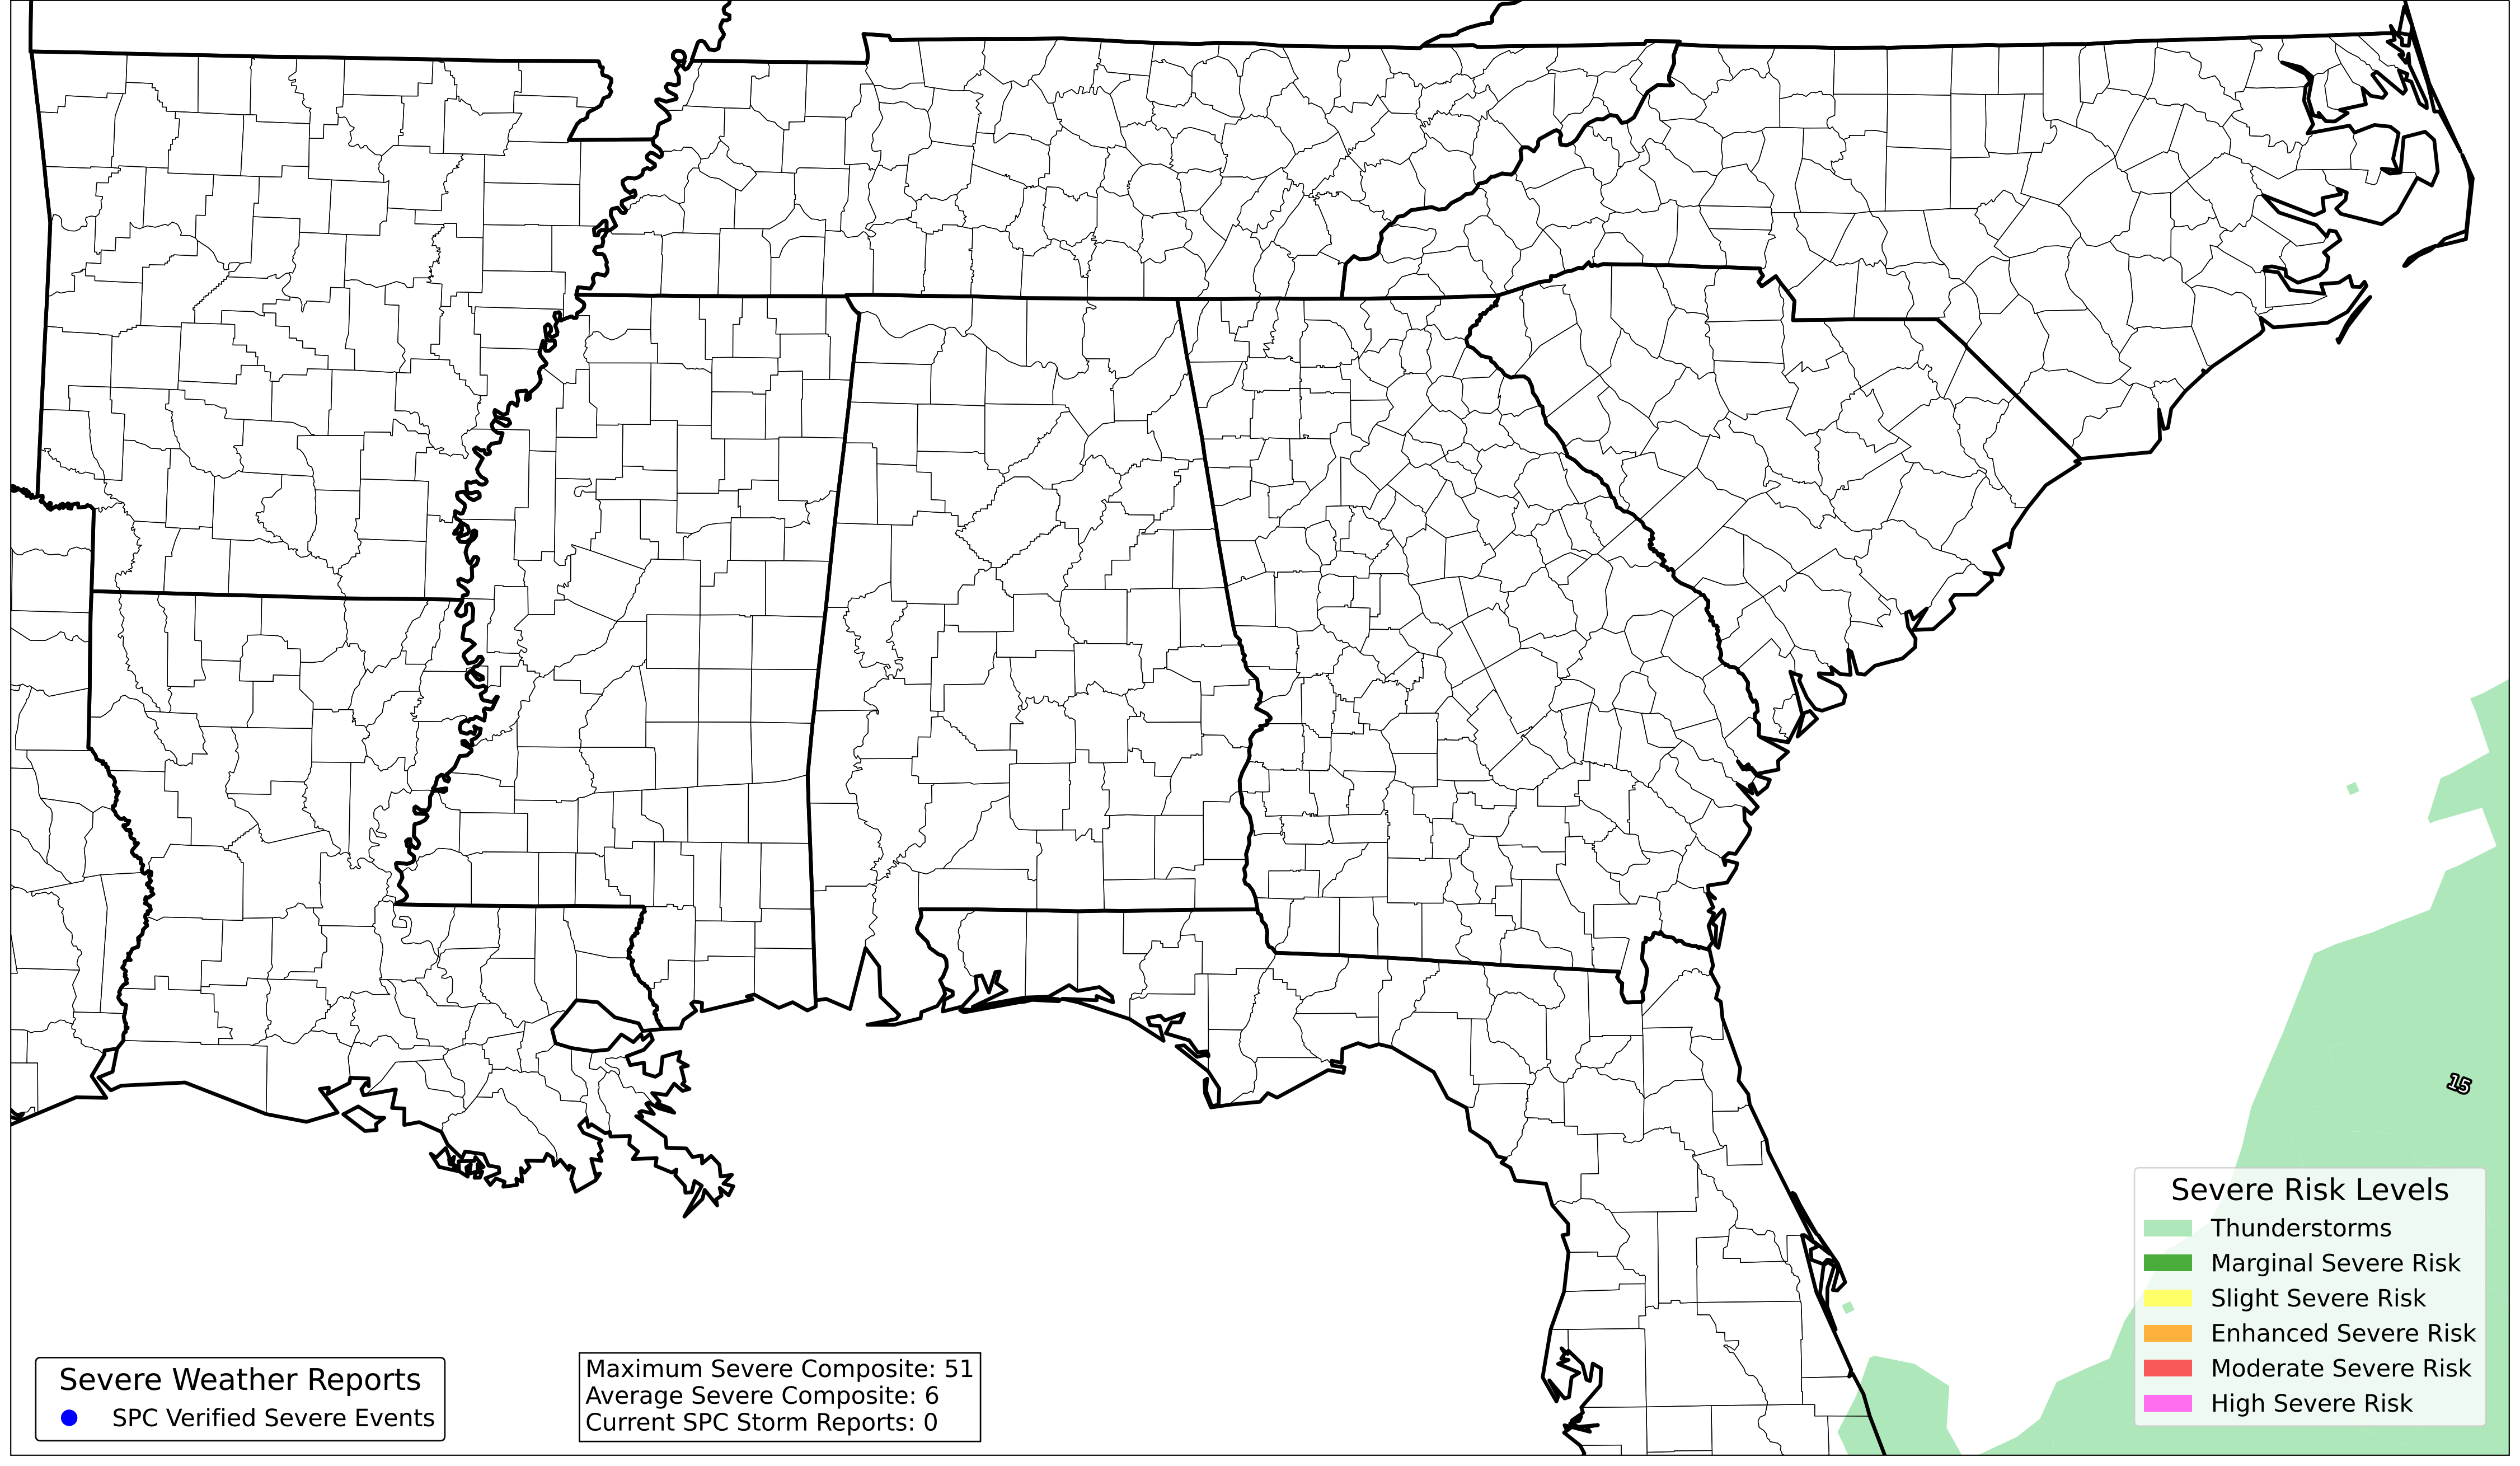 15
Severe Risk Levels
Thunderstorms
Marginal Severe Risk
Slight Severe Risk
Enhanced Severe Risk
Moderate Severe Risk
High Severe Risk
Severe Weather Reports
SPC Verified Severe Events
Maximum Severe Composite: 51
Average Severe Composite: 6
Current SPC Storm Reports: 0